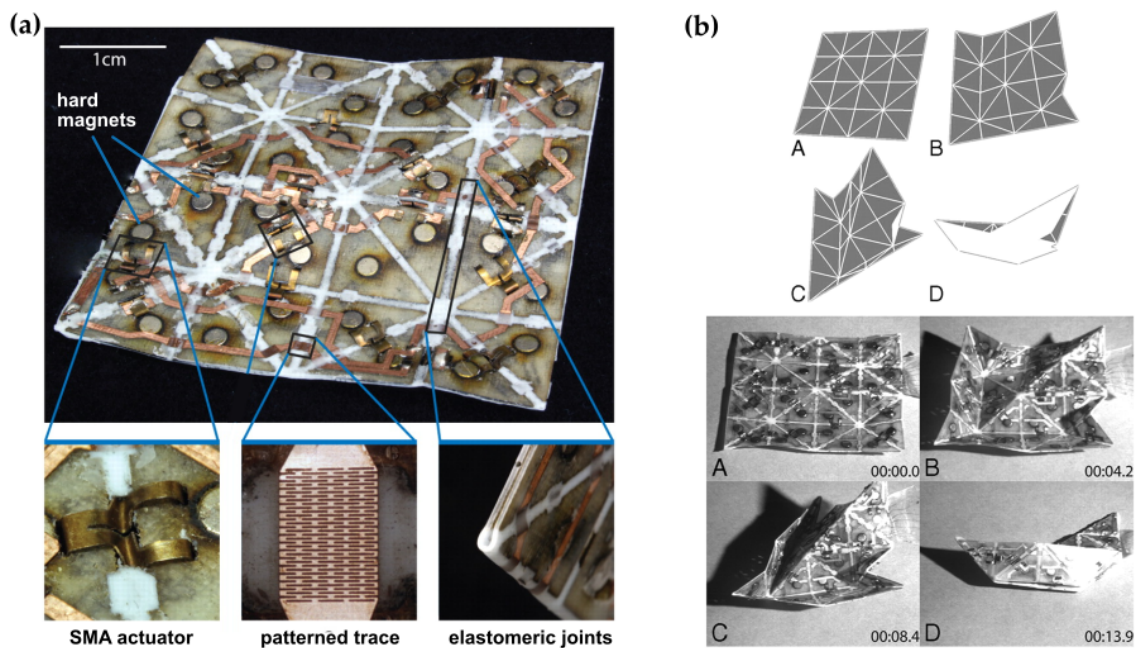 (a)
1cm
hard
magnets
SMA actuator
patterned trace
elastomeric joints
(b)
A
B
C
D
A
00:00.0
B
00:04.2
C
00:08.4
D
00:13.9